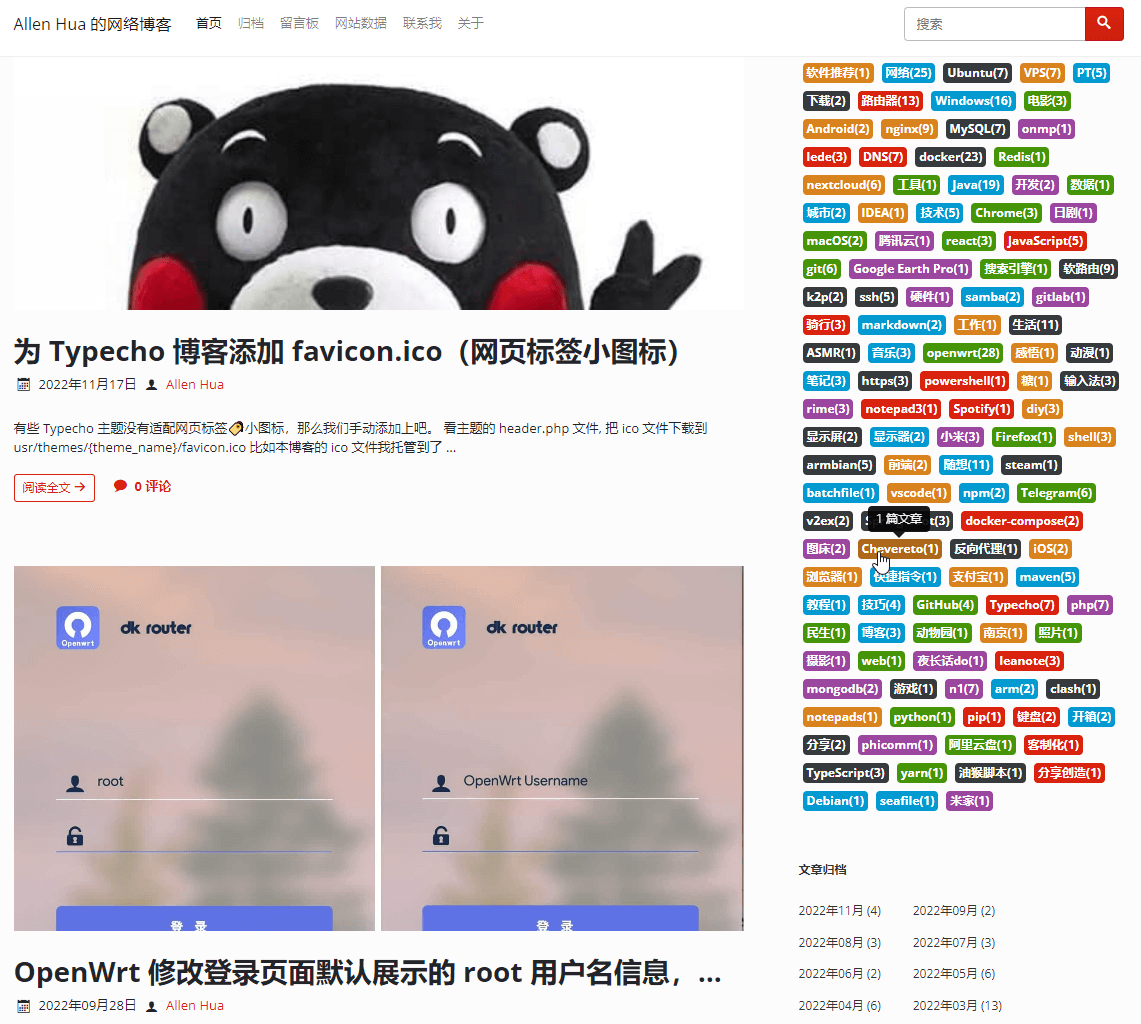 Allen Hua 的网络博客 首页 归档 留言板 网站数据 联系我 关于 搜索
为 Typecho 博客添加 favicon.ico（网页标签小图标）
2022年11月17日 Allen Hua
有些 Typecho 主题没有适配网页标签🏷️小图标，那么我们手动添加上吧。 看主题的 header.php 文件, 把 ico 文件下载到
usr/themes/{theme_name}/favicon.ico 比如本博客的 ico 文件我托管到了 ...
阅读全文 → 0 评论
Openwrt dk router
root
登 录
Openwrt dk router
OpenWrt Username
登 录
OpenWrt 修改登录页面默认展示的 root 用户名信息，...
2022年09月28日 Allen Hua
软件推荐(1) 网络(25) Ubuntu(7) VPS(7) PT(5)
下载(2) 路由器(13) Windows(16) 电影(3)
Android(2) nginx(9) MySQL(7) onmp(1)
lede(3) DNS(7) docker(23) Redis(1)
nextcloud(6) 工具(1) Java(19) 开发(2) 数据(1)
城市(2) IDEA(1) 技术(5) Chrome(3) 日剧(1)
macOS(2) 腾讯云(1) react(3) JavaScript(5)
git(6) Google Earth Pro(1) 搜索引擎(1) 软路由(9)
k2p(2) ssh(5) 硬件(1) samba(2) gitlab(1)
骑行(3) markdown(2) 工作(1) 生活(11)
ASMR(1) 音乐(3) openwrt(28) 感悟(1) 动漫(1)
笔记(3) https(3) powershell(1) 糖(1) 输入法(3)
rime(3) notepad3(1) Spotify(1) diy(3)
显示屏(2) 显示器(2) 小米(3) Firefox(1) shell(3)
armbian(5) 前端(2) 随想(11) steam(1)
batchfile(1) vscode(1) npm(2) Telegram(6)
v2ex(2) 1 篇文章 (3) docker-compose(2)
图床(2) Chevereto(1) 反向代理(1) iOS(2)
浏览器(1) 快捷指令(1) 支付宝(1) maven(5)
教程(1) 技巧(4) GitHub(4) Typecho(7) php(7)
民生(1) 博客(3) 动物园(1) 南京(1) 照片(1)
摄影(1) web(1) 夜长话do(1) leanote(3)
mongodb(2) 游戏(1) n1(7) arm(2) clash(1)
notepads(1) python(1) pip(1) 键盘(2) 开箱(2)
分享(2) phicomm(1) 阿里云盘(1) 客制化(1)
TypeScript(3) yarn(1) 油猴脚本(1) 分享创造(1)
Debian(1) seafile(1) 米家(1)
文章归档
2022年11月 (4) 2022年09月 (2)
2022年08月 (3) 2022年07月 (3)
2022年06月 (2) 2022年05月 (6)
2022年04月 (6) 2022年03月 (13)